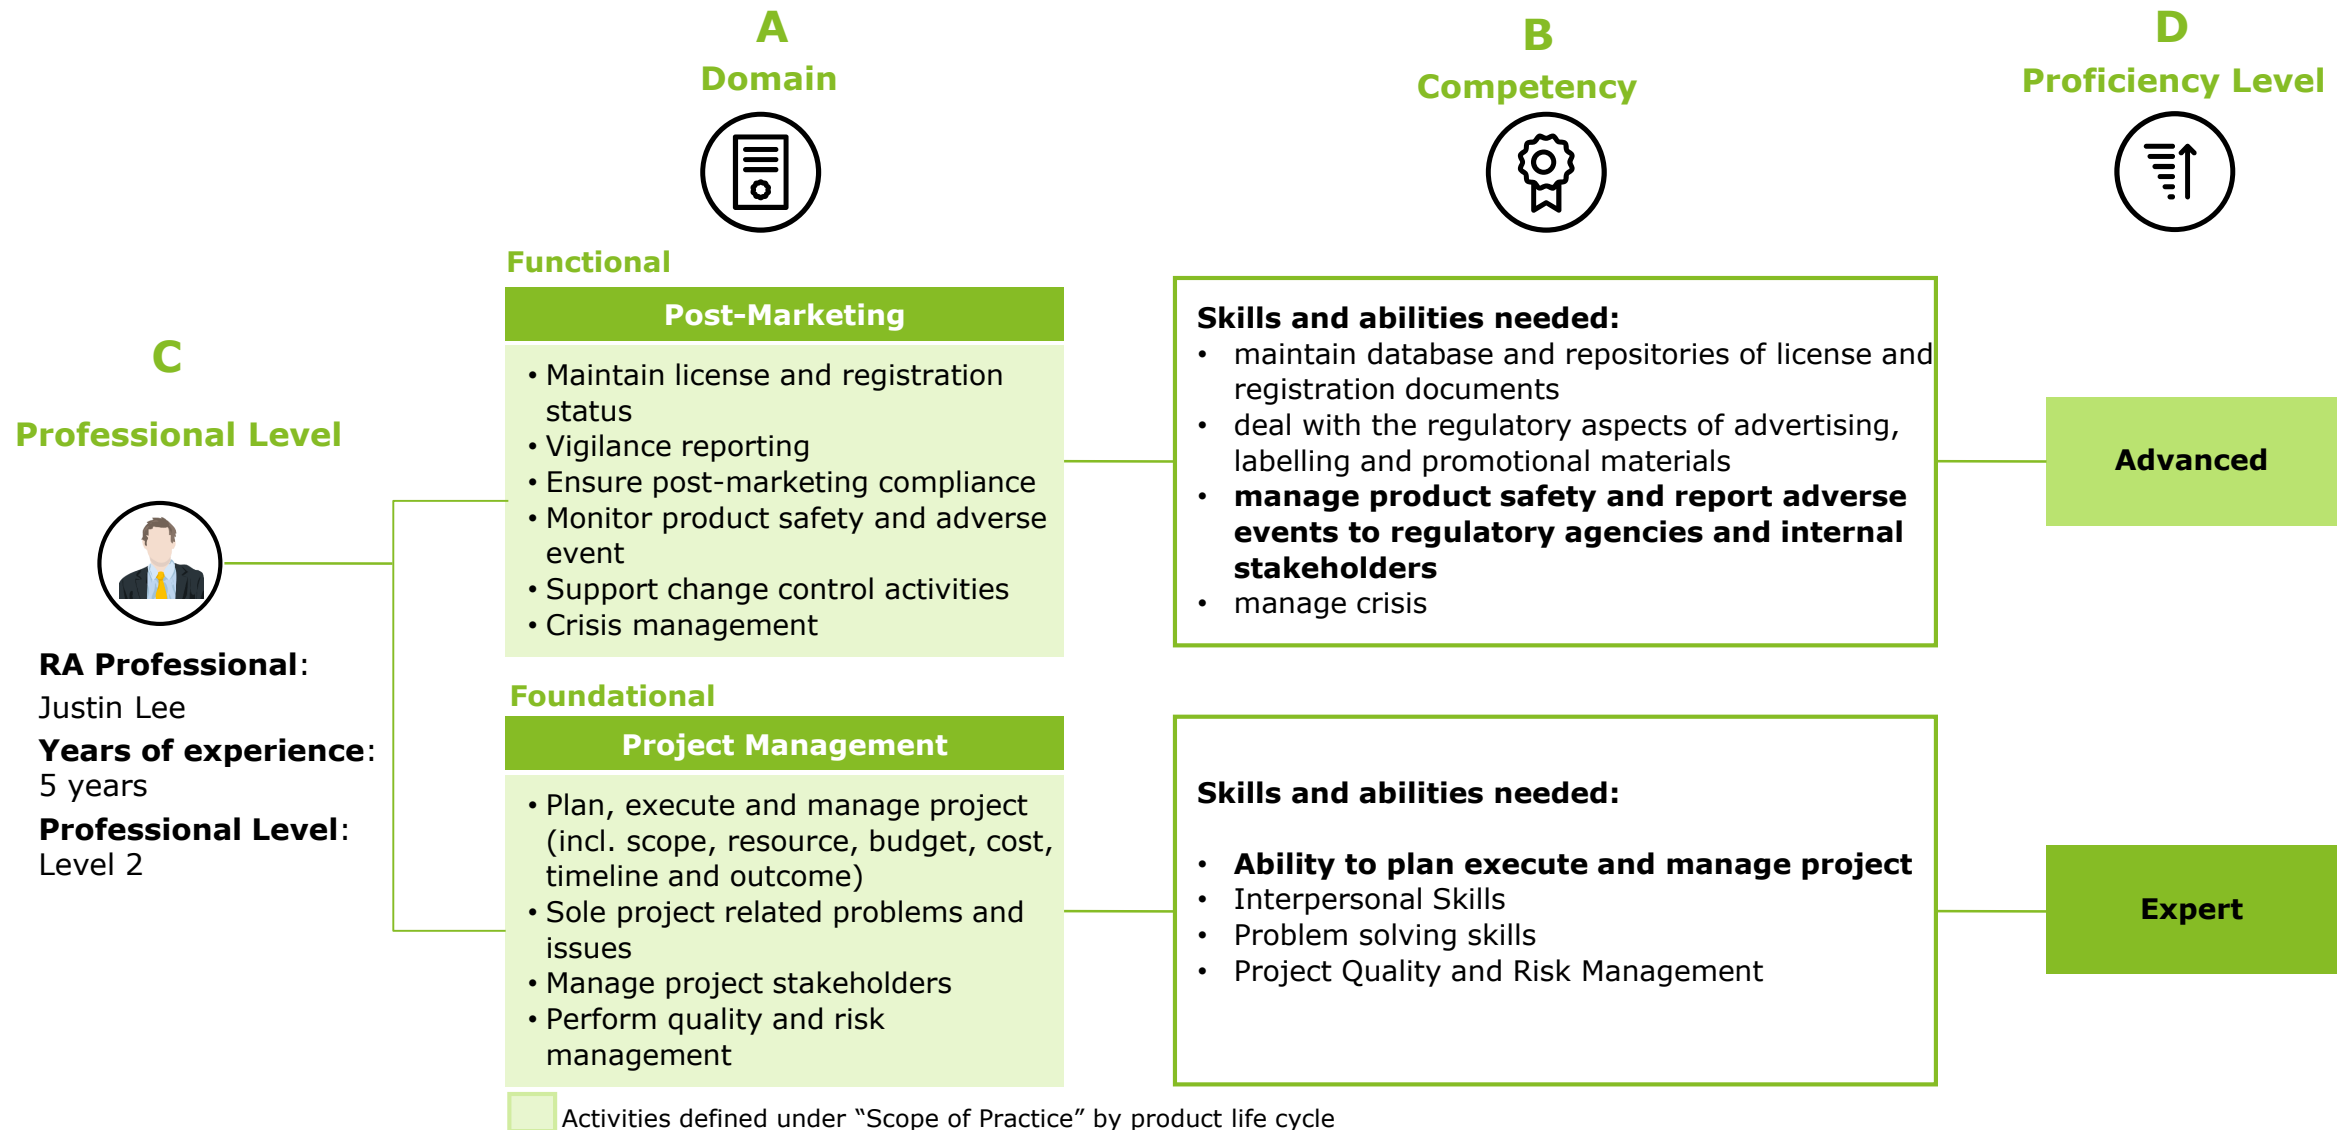 A
Domain
B
Competency
D
Proficiency Level
C
Professional Level
RA Professional:
Justin Lee
Years of experience:
5 years
Professional Level:
Level 2
Functional
Post-Marketing
• Maintain license and registration
status
• Vigilance reporting
• Ensure post-marketing compliance
• Monitor product safety and adverse
event
• Support change control activities
• Crisis management
Skills and abilities needed:
• maintain database and repositories of license and
registration documents
• deal with the regulatory aspects of advertising,
labelling and promotional materials
• manage product safety and report adverse
events to regulatory agencies and internal
stakeholders
• manage crisis
Advanced
Foundational
Project Management
• Plan, execute and manage project
(incl. scope, resource, budget, cost,
timeline and outcome)
• Sole project related problems and
issues
• Manage project stakeholders
• Perform quality and risk
management
Skills and abilities needed:
• Ability to plan execute and manage project
• Interpersonal Skills
• Problem solving skills
• Project Quality and Risk Management
Expert
Activities defined under “Scope of Practice” by product life cycle